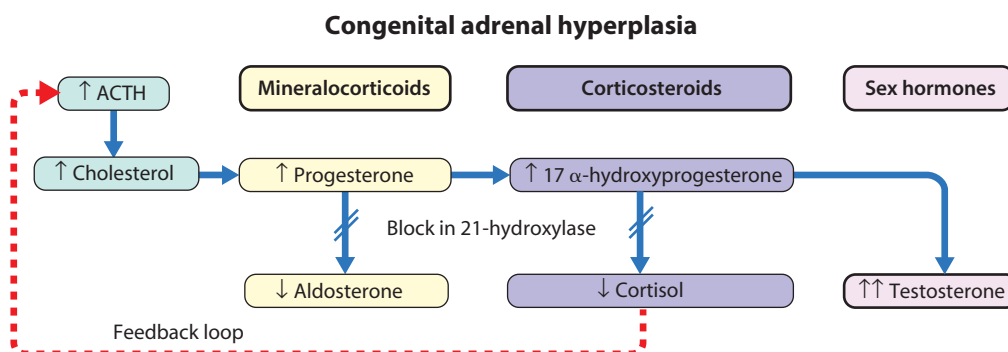 Congenital adrenal hyperplasia
↑ ACTH
Mineralocorticoids
Corticosteroids
Sex hormones
↑ Cholesterol
↑ Progesterone
↑ 17 α-hydroxyprogesterone
Block in 21-hydroxylase
↓ Aldosterone
↓ Cortisol
↑↑ Testosterone
Feedback loop